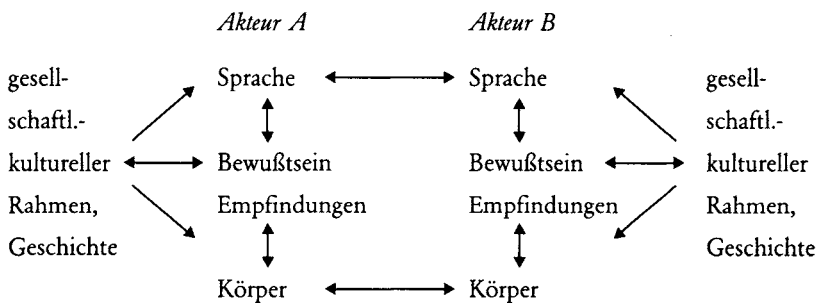 Akteur A Akteur B
gesell- Sprache Sprache gesell-
schaftl.- schaftl.-
kultureller Bewußtsein Bewußtsein kultureller
Rahmen, Empfindungen Empfindungen Rahmen,
Geschichte Geschichte
Körper Körper